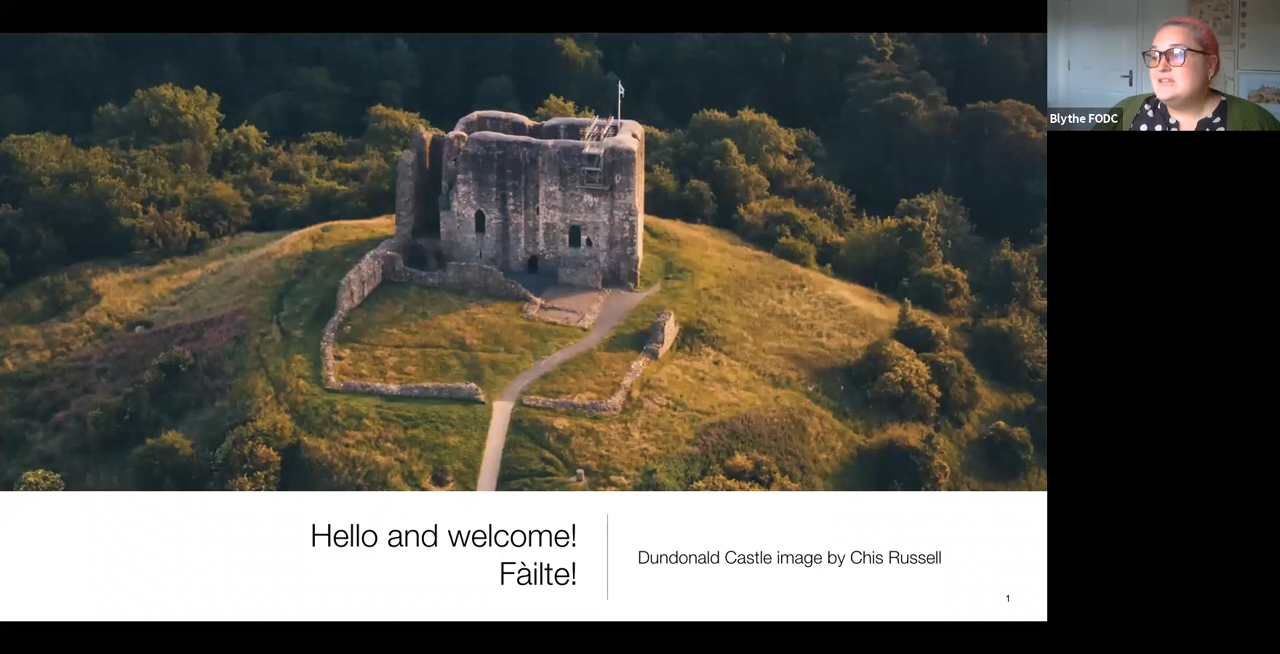 Blythe FODC
Hello and welcome!
Fàilte!
Dundonald Castle image by Chis Russell
1